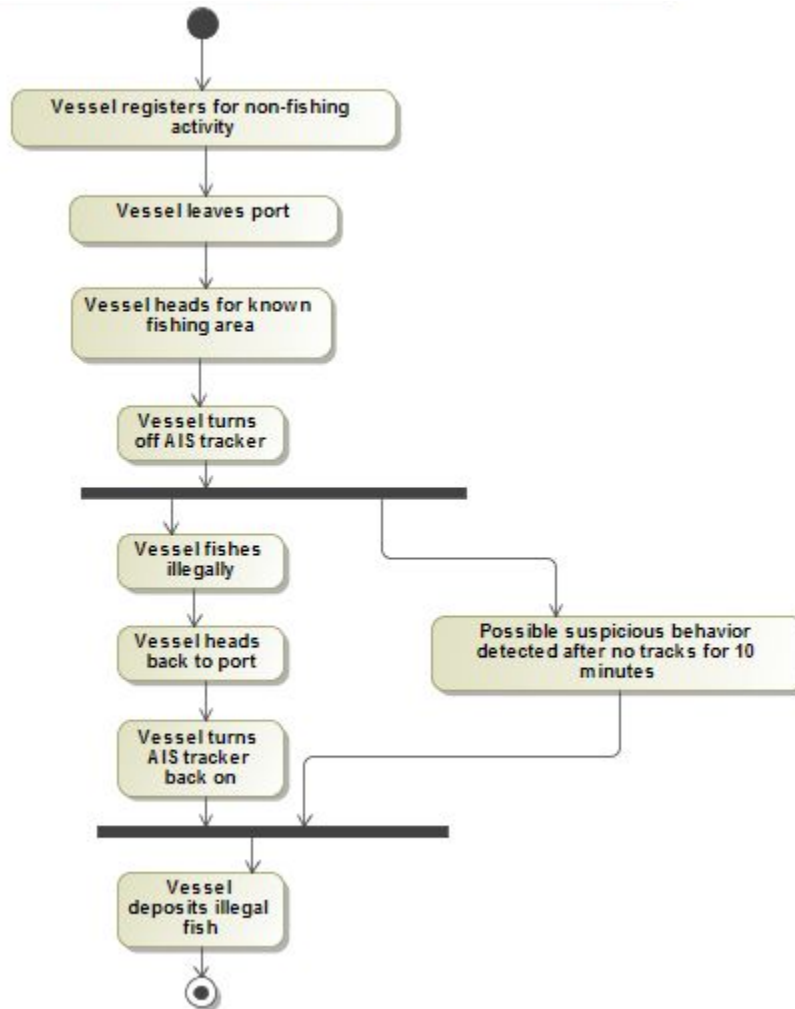 Vessel registers for non-fishing
activity
Vessel leaves port
Vessel heads for known
fishing area
Vessel turns
off AIS tracker
Vessel fishes
illegally
Vessel heads
back to port
Possible suspicious behavior
detected after no tracks for 10
minutes
Vessel turns
AIS tracker
back on
Vessel
deposits illegal
fish